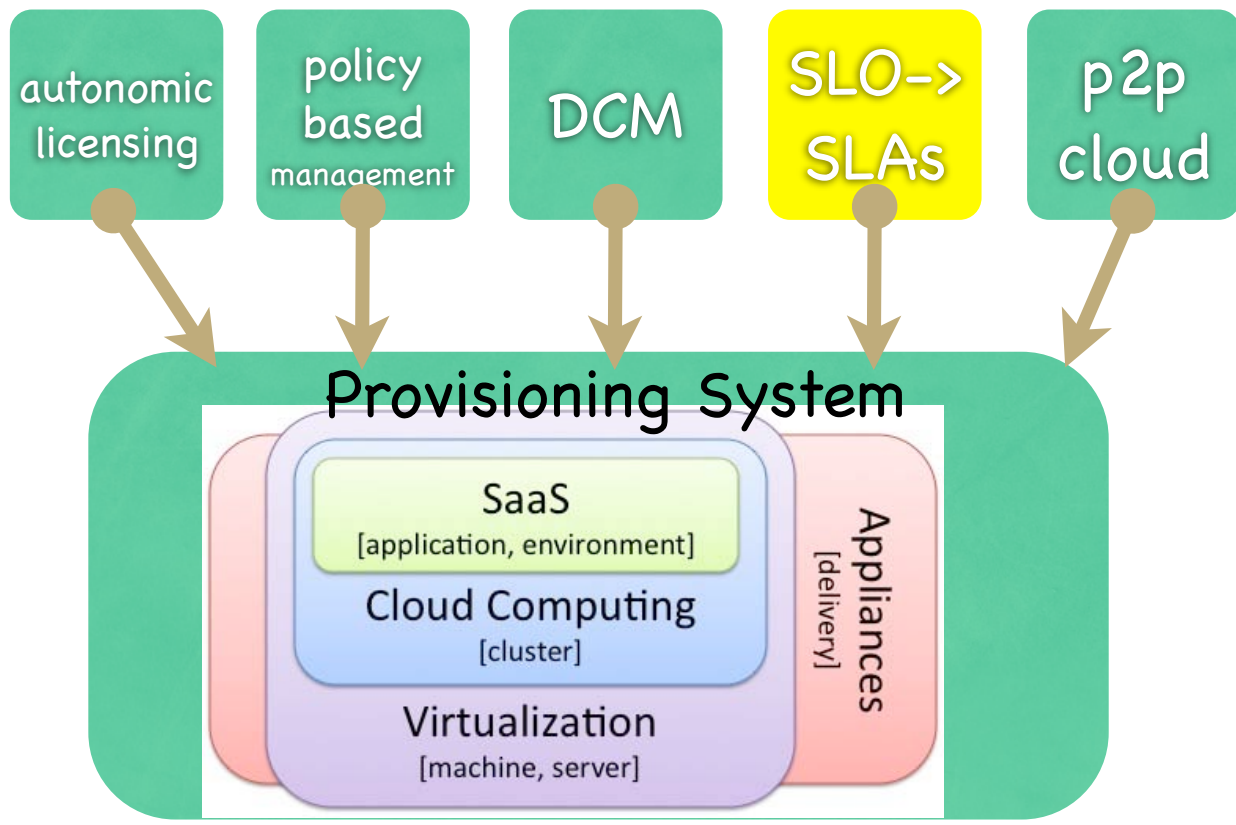 autonomic
licensing
policy
based
management
DCM
SLO->
SLAs
p2p
cloud
Provisioning System
SaaS
[application, environment]
Cloud Computing
[cluster]
Virtualization
[machine, server]
Appliances
[delivery]